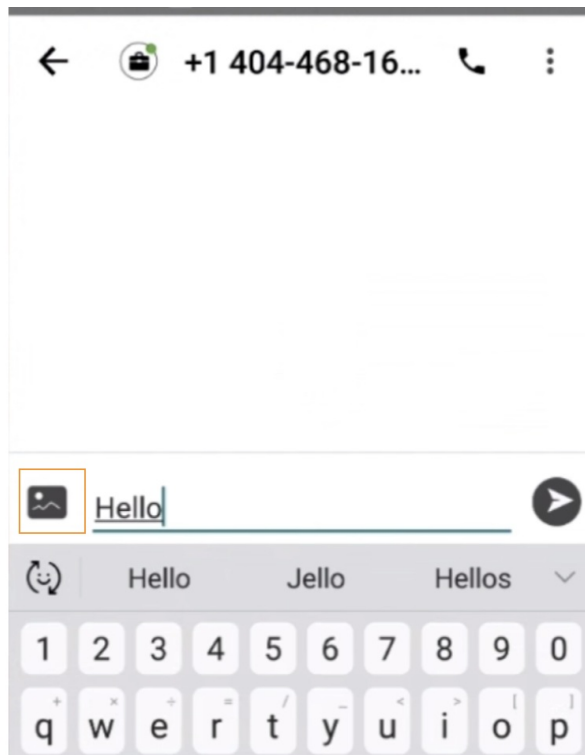 +1 404-468-16...
Hello
Hello Jello Hellos
1 2 3 4 5 6 7 8 9 0
+ × ÷ = / _ < > [ ]
q w e r t y u i o p